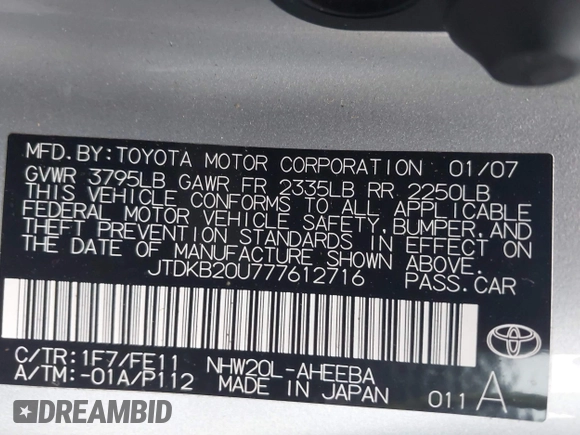 MFD.BY:TOYOTA MOTOR CORPORATION 01/07
GVWR 3795LB GAWR FR 2335LB RR 2250LB
THIS VEHICLE CONFORMS TO ALL APPLICABLE
FEDERAL MOTOR VEHICLE SAFETY,BUMPER,AND
THEFT PREVENTION STANDARDS IN EFFECT ON
THE DATE OF MANUFACTURE SHOWN ABOVE.
JTDKB20U777612716 PASS.CAR
C/TR:1F7/FE11 NHW20L-AHEEBA
A/TM:-01A/P112 MADE IN JAPAN 011 A
DREAMBID